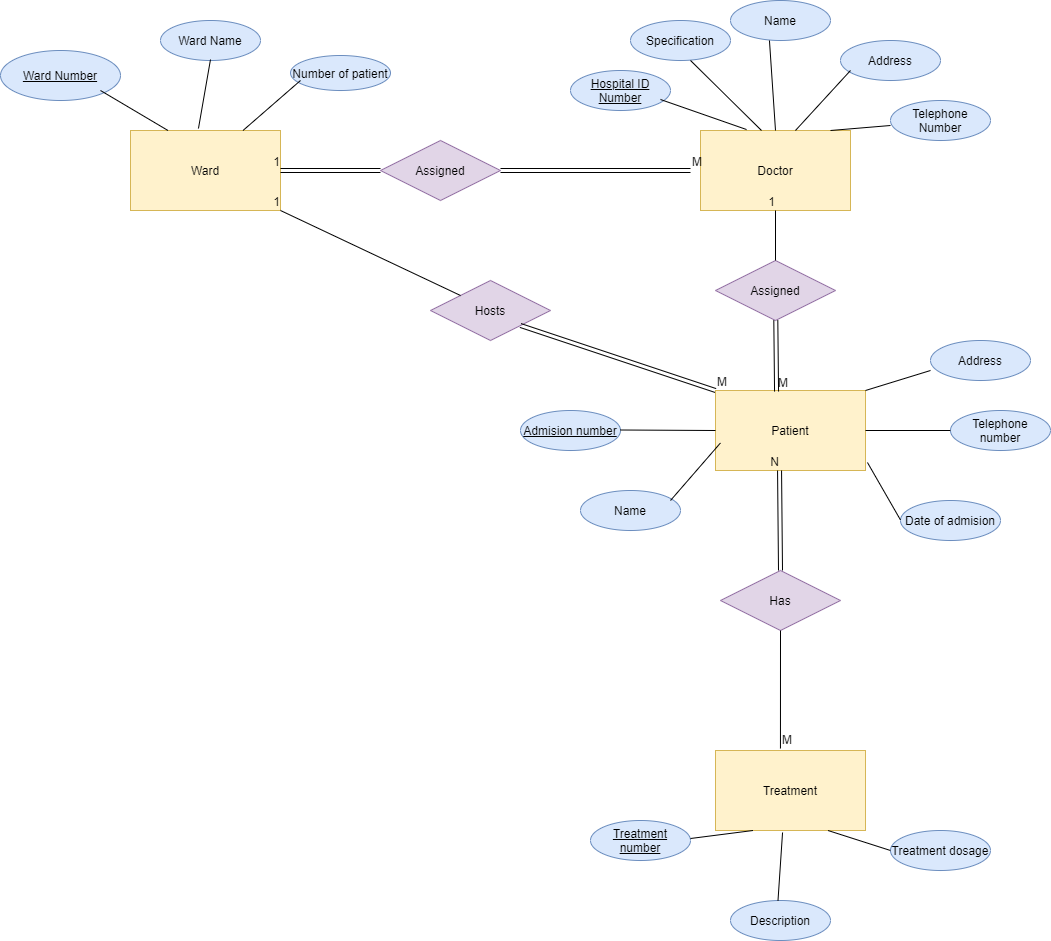 Name
Ward Name
Specification
Address
Ward Number
Number of patient
Hospital ID
Number
Telephone
Number
Ward
1
Assigned
M
Doctor
1
1
Assigned
Hosts
Address
M
M
Admision number
Patient
Telephone
number
N
Name
Date of admision
Has
M
Treatment
Treatment
number
Treatment dosage
Description